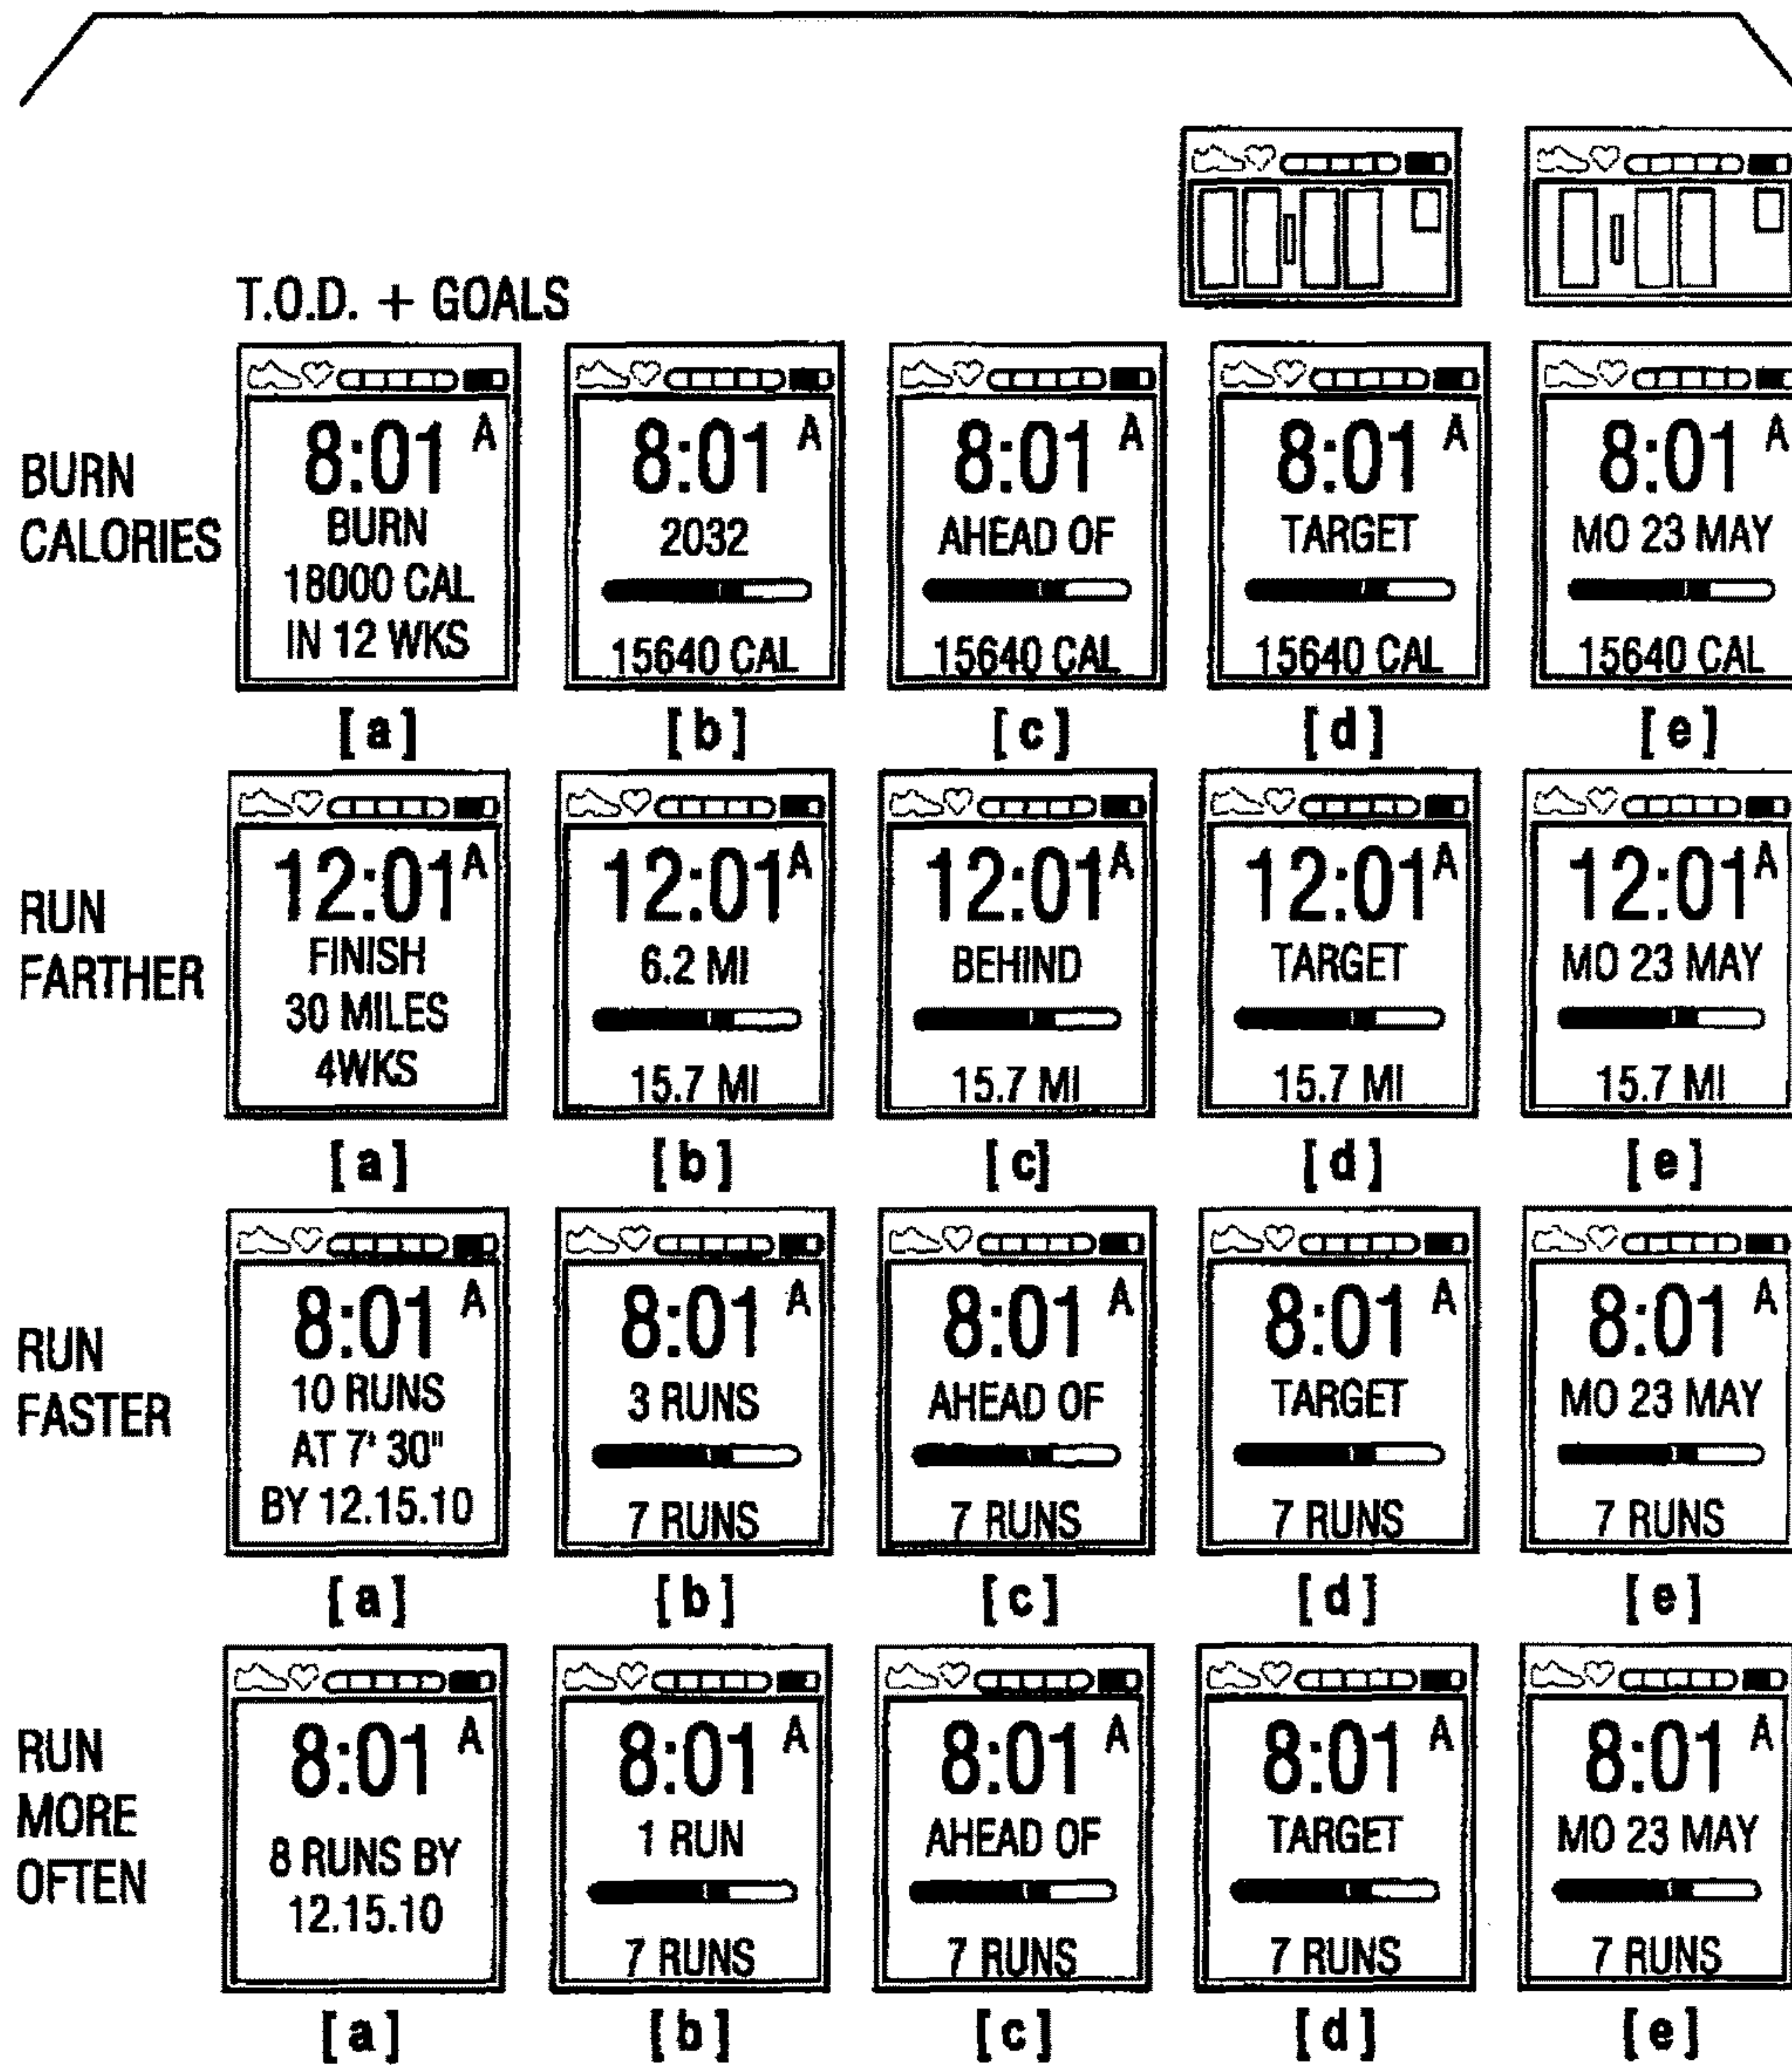 T.O.D. + GOALS
BURN
CALORIES
8:01 A
BURN
18000 CAL
IN 12 WKS
[a]
8:01 A
2032
15640 CAL
[b]
8:01 A
AHEAD OF
15640 CAL
[c]
8:01 A
TARGET
15640 CAL
[d]
8:01 A
MO 23 MAY
15640 CAL
[e]
RUN
FARTHER
12:01 A
FINISH
30 MILES
4WKS
[a]
12:01 A
6.2 MI
15.7 MI
[b]
12:01 A
BEHIND
15.7 MI
[c]
12:01 A
TARGET
15.7 MI
[d]
12:01 A
MO 23 MAY
15.7 MI
[e]
RUN
FASTER
8:01 A
10 RUNS
AT 7' 30"
BY 12.15.10
[a]
8:01 A
3 RUNS
7 RUNS
[b]
8:01 A
AHEAD OF
7 RUNS
[c]
8:01 A
TARGET
7 RUNS
[d]
8:01 A
MO 23 MAY
7 RUNS
[e]
RUN
MORE
OFTEN
8:01 A
8 RUNS BY
12.15.10
[a]
8:01 A
1 RUN
7 RUNS
[b]
8:01 A
AHEAD OF
7 RUNS
[c]
8:01 A
TARGET
7 RUNS
[d]
8:01 A
MO 23 MAY
7 RUNS
[e]